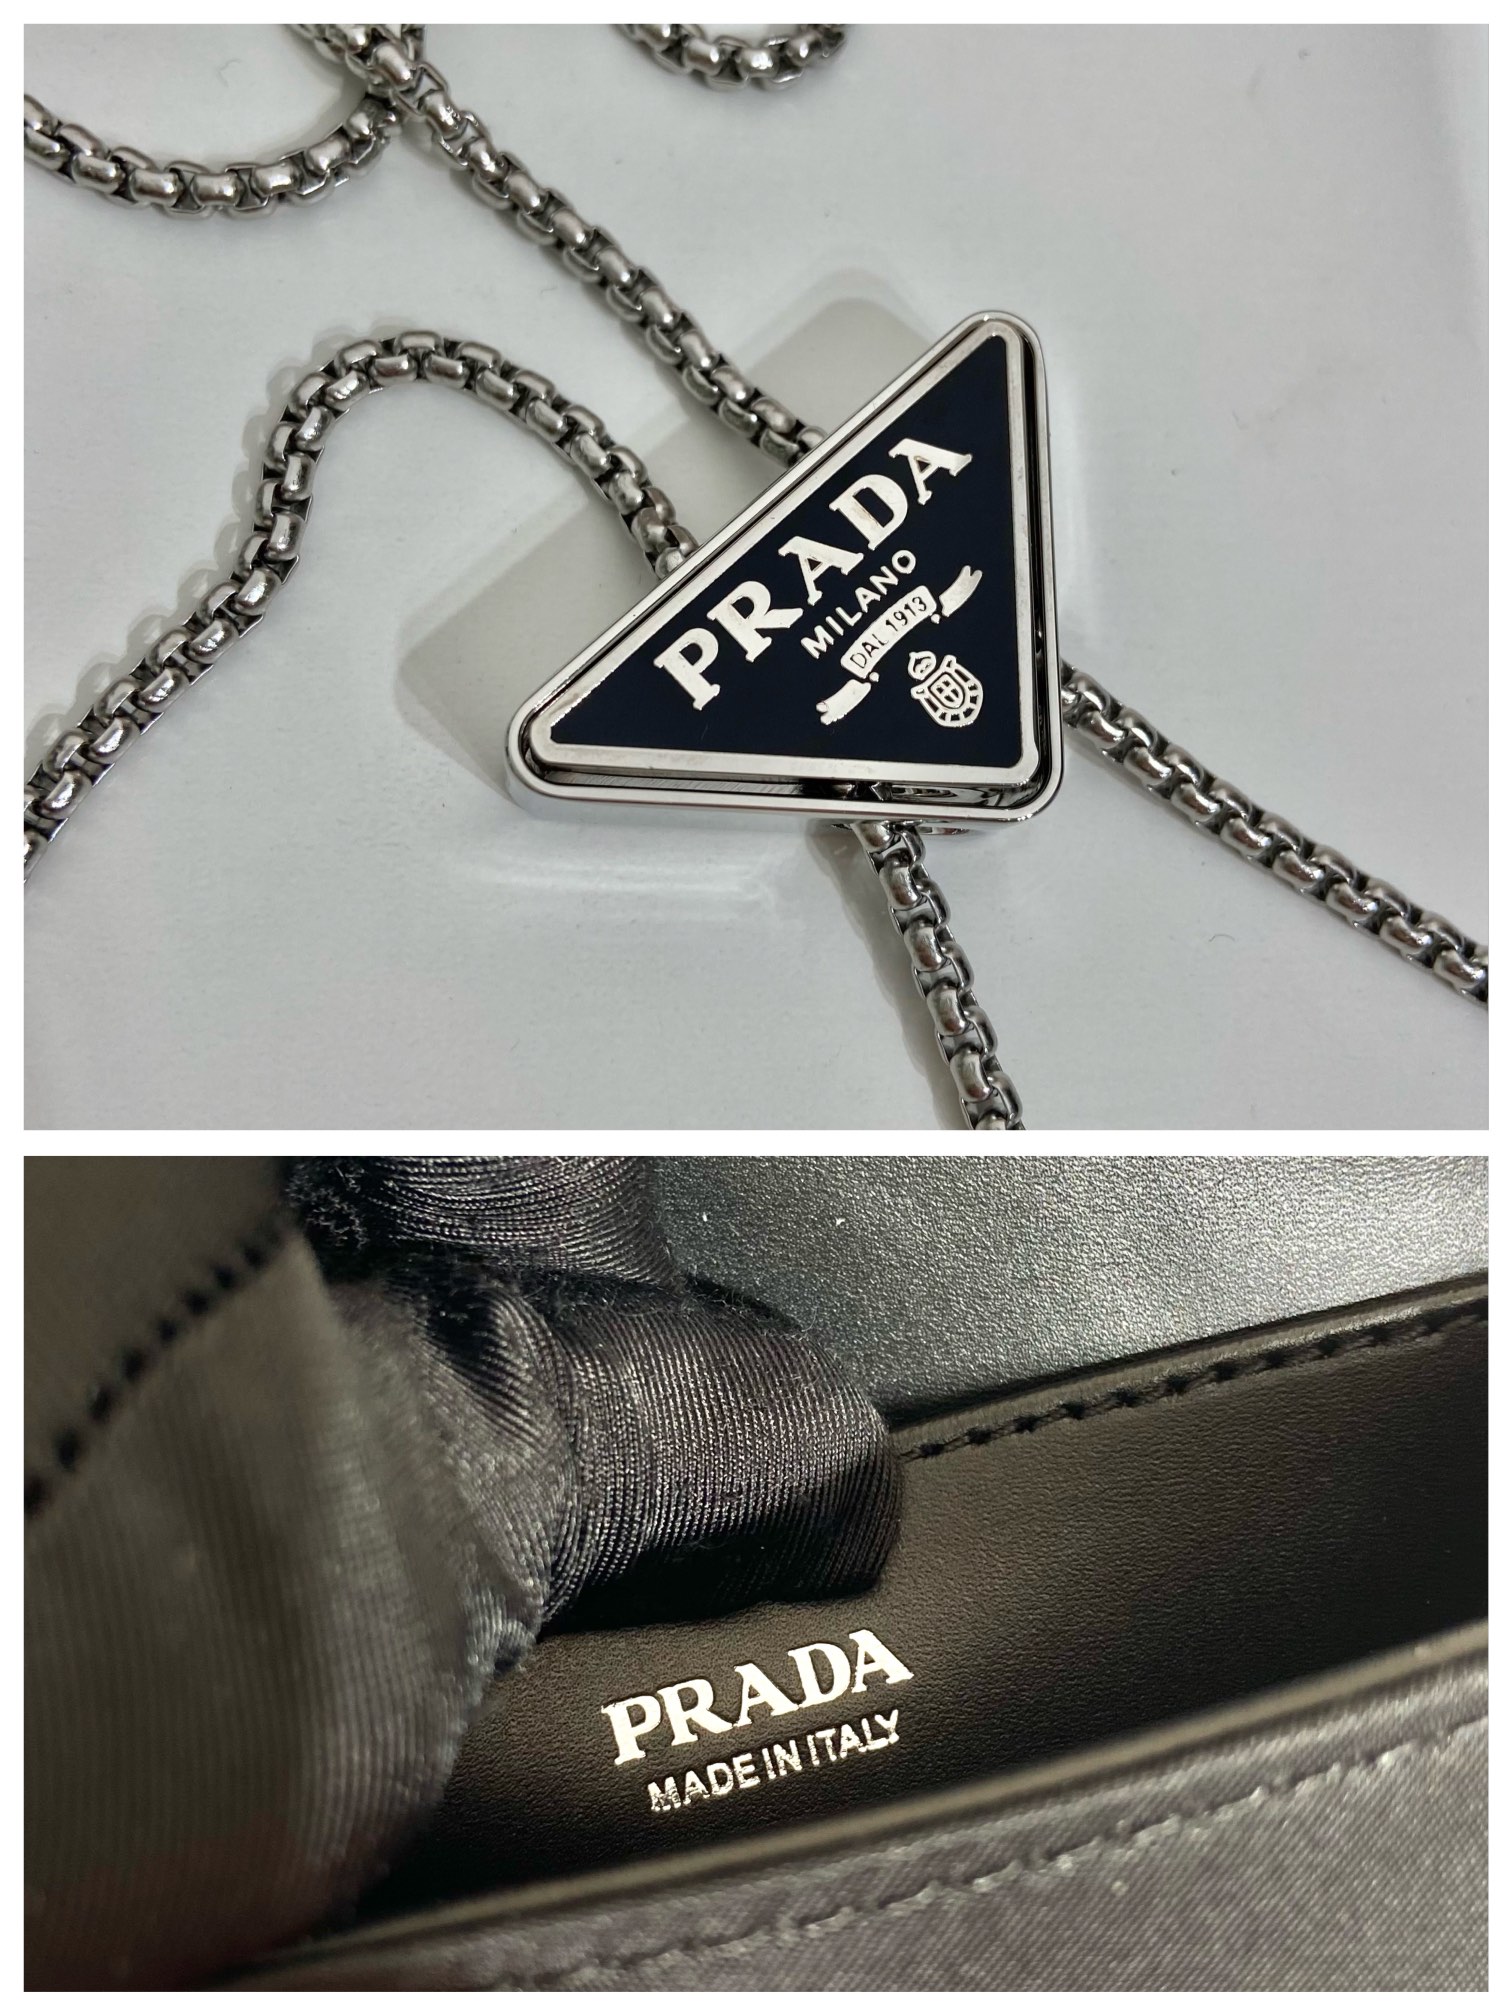 PRADA
MILANO
DAL 1913
PRADA
MADE IN ITALY